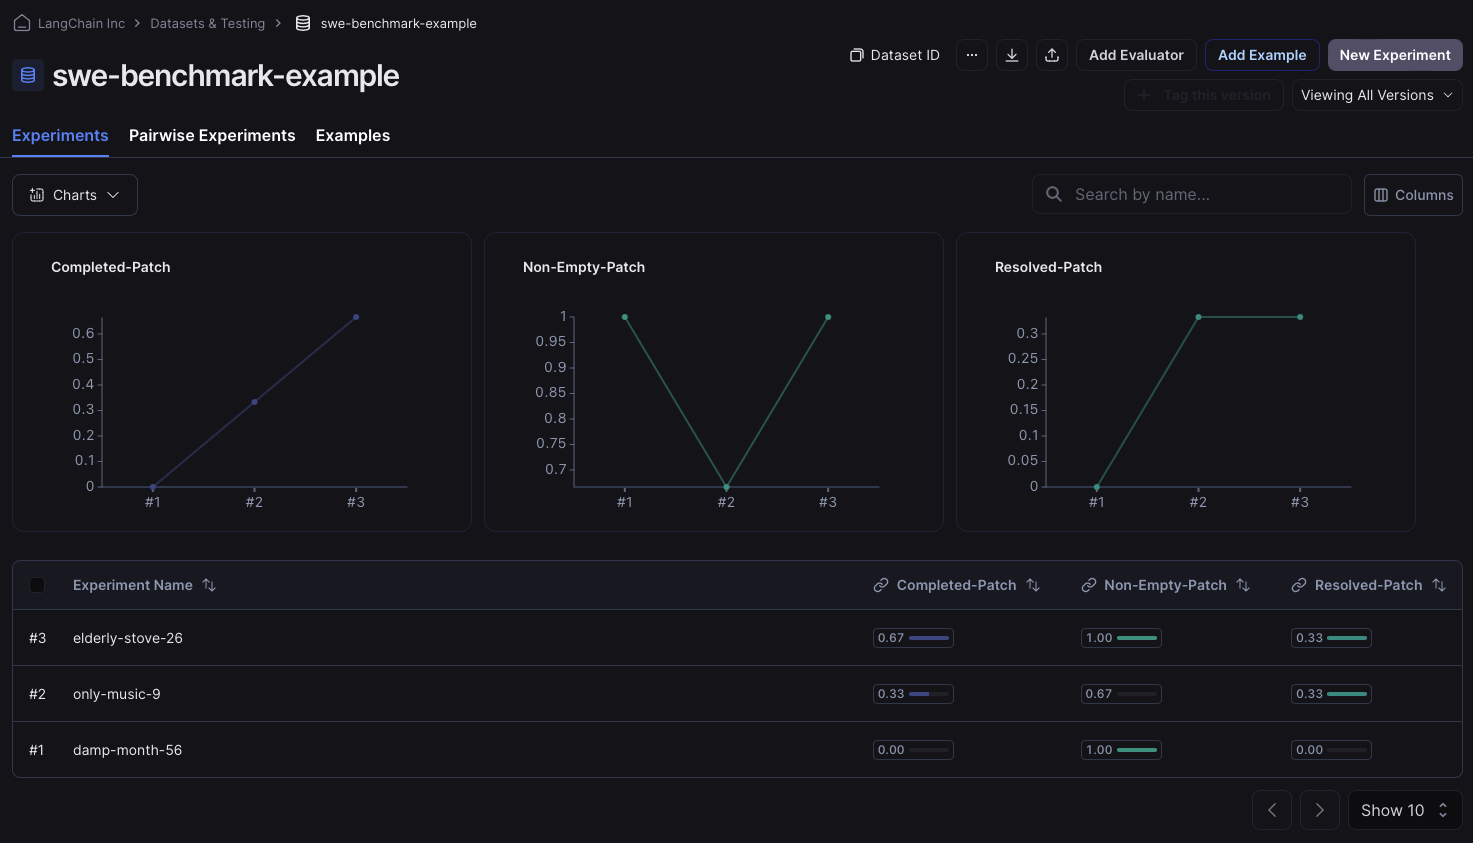 LangChain Inc > Datasets & Testing > swe-benchmark-example
swe-benchmark-example
Dataset ID ··· Add Evaluator Add Example New Experiment
+ Tag this version Viewing All Versions
Experiments Pairwise Experiments Examples
Charts Search by name... Columns
Completed-Patch
0.6
0.5
0.4
0.3
0.2
0.1
0
#1 #2 #3
Non-Empty-Patch
1
0.95
0.9
0.85
0.8
0.75
0.7
#1 #2 #3
Resolved-Patch
0.3
0.25
0.2
0.15
0.1
0.05
0
#1 #2 #3
Experiment Name Completed-Patch Non-Empty-Patch Resolved-Patch
#3 elderly-stove-26 0.67 1.00 0.33
#2 only-music-9 0.33 0.67 0.33
#1 damp-month-56 0.00 1.00 0.00
Show 10